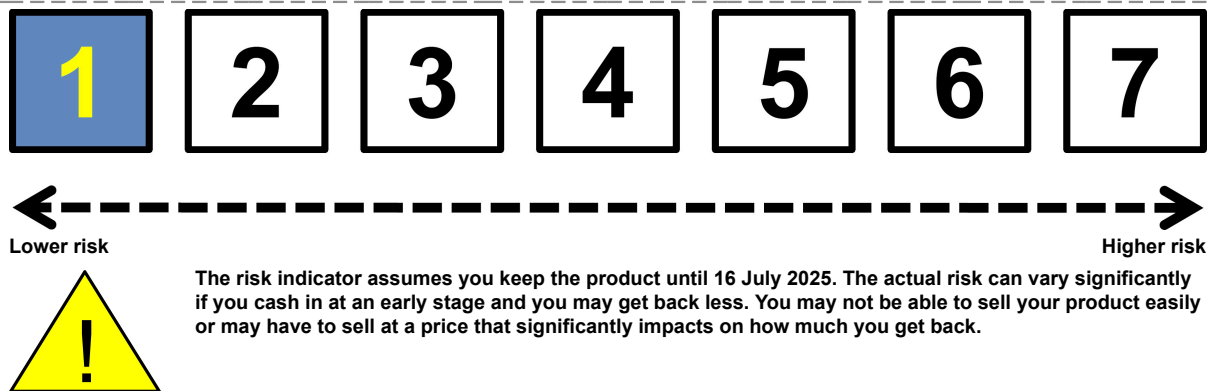 1 2 3 4 5 6 7
Lower risk Higher risk
The risk indicator assumes you keep the product until 16 July 2025. The actual risk can vary significantly
if you cash in at an early stage and you may get back less. You may not be able to sell your product easily
or may have to sell at a price that significantly impacts on how much you get back.
!